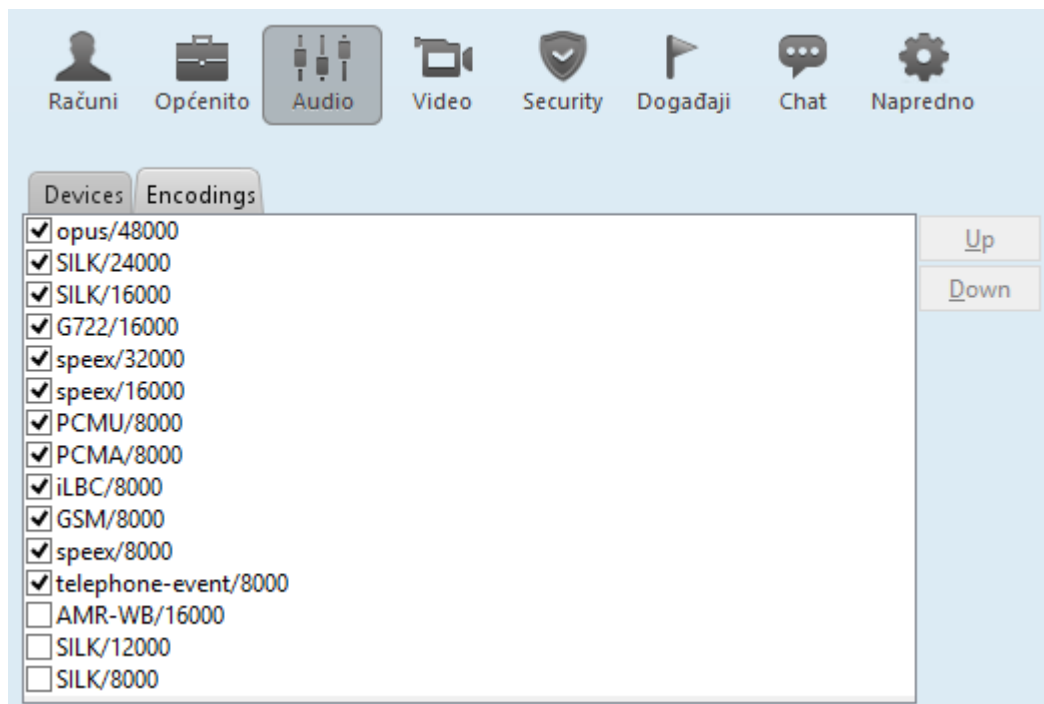 Računi Općenito Audio Video Security Događaji Chat Napredno
Devices Encodings
opus/48000
SILK/24000
SILK/16000
G722/16000
speex/32000
speex/16000
PCMU/8000
PCMA/8000
iLBC/8000
GSM/8000
speex/8000
telephone-event/8000
AMR-WB/16000
SILK/12000
SILK/8000
Up
Down